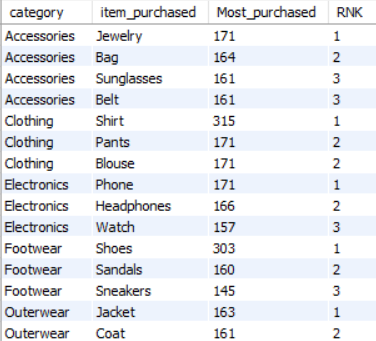 category item_purchased Most_purchased RNK
Accessories Jewelry 171 1
Accessories Bag 164 2
Accessories Sunglasses 161 3
Accessories Belt 161 3
Clothing Shirt 315 1
Clothing Pants 171 2
Clothing Blouse 171 2
Electronics Phone 171 1
Electronics Headphones 166 2
Electronics Watch 157 3
Footwear Shoes 303 1
Footwear Sandals 160 2
Footwear Sneakers 145 3
Outerwear Jacket 163 1
Outerwear Coat 161 2